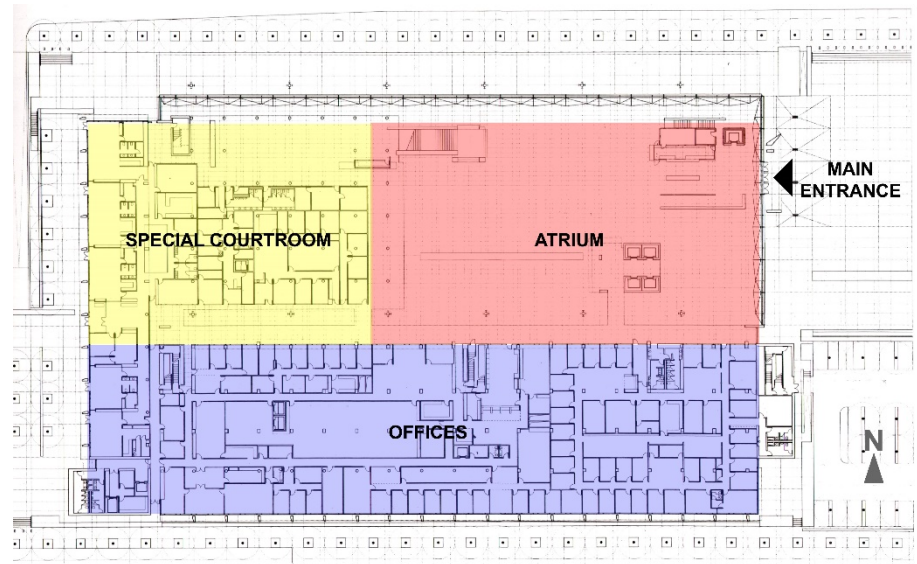 MAIN
ENTRANCE
SPECIAL COURTROOM
ATRIUM
OFFICES
N